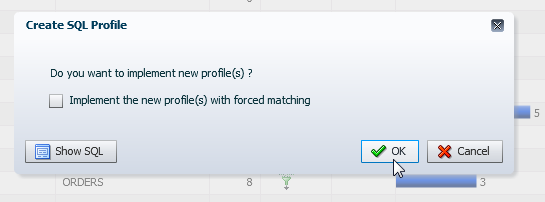 Create SQL Profile
Do you want to implement new profile(s) ?
Implement the new profile(s) with forced matching
5
Show SQL
OK
Cancel
ORDERS 8 3